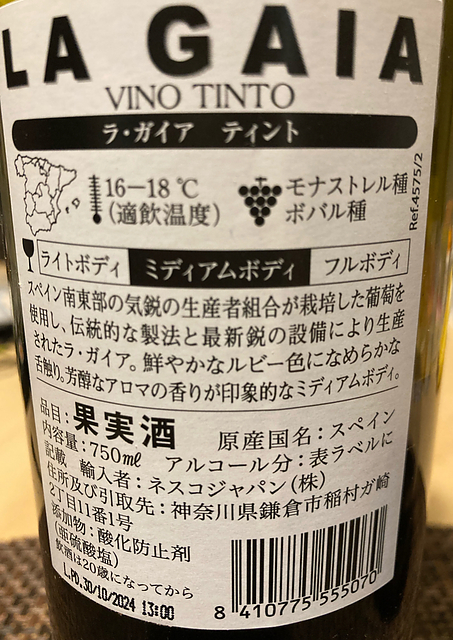 LA GAIA
VINO TINTO
ラ・ガイア ティント
16－18 ℃
(適飲温度)
モナストレル種
ボバル種
Ref.4575/2
ライトボディ ミディアムボディ フルボディ
スペイン南東部の気鋭の生産者組合が栽培した葡萄を
使用し、伝統的な製法と最新鋭の設備により生産
されたラ・ガイア。鮮やかなルビー色になめらかな
舌触り。芳醇なアロマの香りが印象的なミディアムボディ。
品目：果実酒 原産国名：スペイン
内容量：750㎖ アルコール分：表ラベルに
記載 輸入者：ネスコジャパン(株)
住所及び引取先：神奈川県鎌倉市稲村ガ崎
2丁目11番1号
添加物：酸化防止剤
(亜硫酸塩)
飲酒は20歳になってから
L.PD.30/10/2024 13:00
8 410775 555070